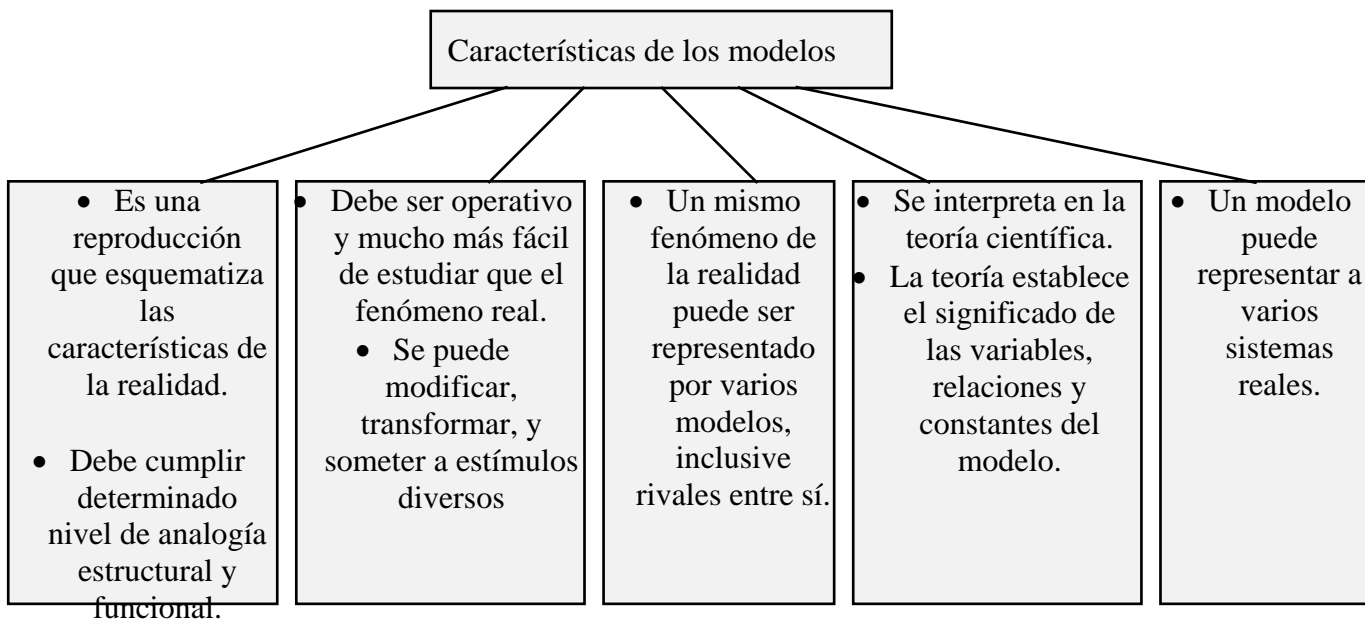 Características de los modelos
• Es una
reproducción
que esquematiza
las
características de
la realidad.
• Debe cumplir
determinado
nivel de analogía
estructural y
funcional.
• Debe ser operativo
y mucho más fácil
de estudiar que el
fenómeno real.
• Se puede
modificar,
transformar, y
someter a estímulos
diversos
• Un mismo
fenómeno de
la realidad
puede ser
representado
por varios
modelos,
inclusive
rivales entre sí.
• Se interpreta en la
teoría científica.
• La teoría establece
el significado de
las variables,
relaciones y
constantes del
modelo.
• Un modelo
puede
representar a
varios
sistemas
reales.